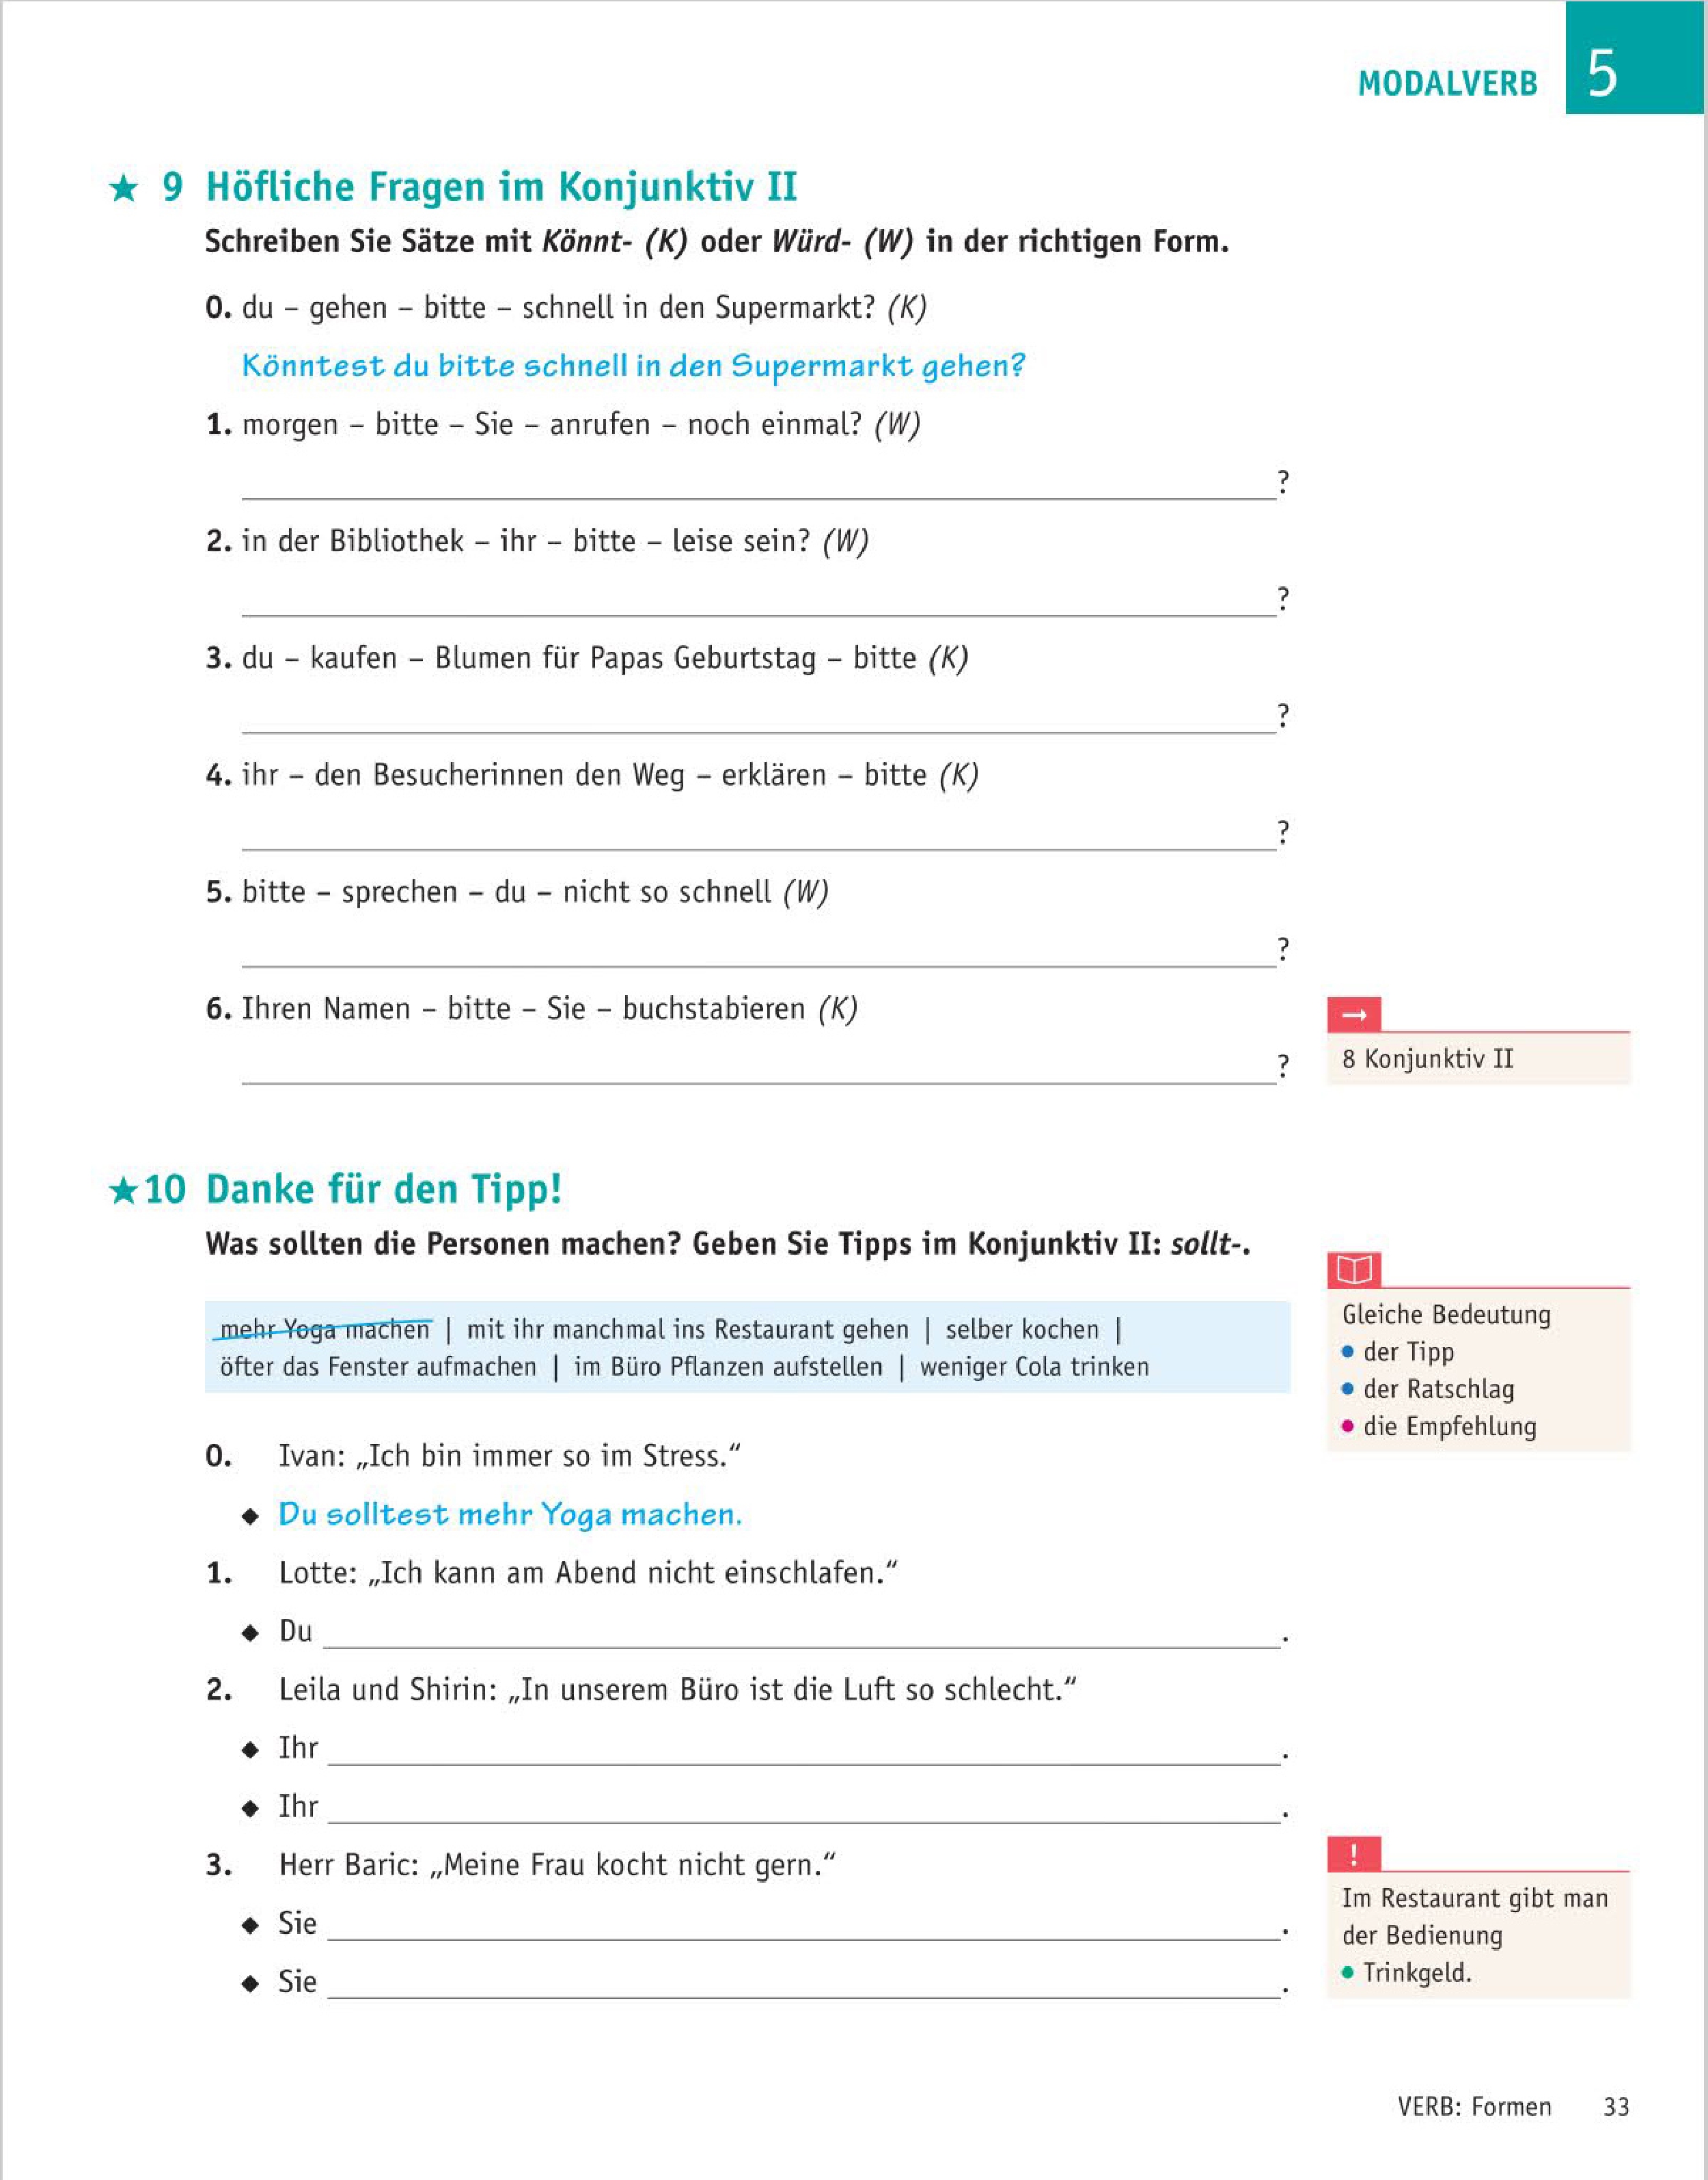 MODALVERB 5
★ 9 Höfliche Fragen im Konjunktiv II
Schreiben Sie Sätze mit Könnt- (K) oder Würd- (W) in der richtigen Form.
0. du – gehen – bitte – schnell in den Supermarkt? (K)
Könntest du bitte schnell in den Supermarkt gehen?
1. morgen – bitte – Sie – anrufen – noch einmal? (W)
?
2. in der Bibliothek – ihr – bitte – leise sein? (W)
?
3. du – kaufen – Blumen für Papas Geburtstag – bitte (K)
?
4. ihr – den Besucherinnen den Weg – erklären – bitte (K)
?
5. bitte – sprechen – du – nicht so schnell (W)
?
6. Ihren Namen – bitte – Sie – buchstabieren (K)
?
→
8 Konjunktiv II
★ 10 Danke für den Tipp!
Was sollten die Personen machen? Geben Sie Tipps im Konjunktiv II: sollt-.
mehr Yoga machen | mit ihr manchmal ins Restaurant gehen | selber kochen |
öfter das Fenster aufmachen | im Büro Pflanzen aufstellen | weniger Cola trinken
Gleiche Bedeutung
• der Tipp
• der Ratschlag
• die Empfehlung
0. Ivan: „Ich bin immer so im Stress.“
◆ Du solltest mehr Yoga machen.
1. Lotte: „Ich kann am Abend nicht einschlafen.“
◆ Du .
2. Leila und Shirin: „In unserem Büro ist die Luft so schlecht.“
◆ Ihr .
◆ Ihr .
3. Herr Baric: „Meine Frau kocht nicht gern.“
◆ Sie .
◆ Sie .
!
Im Restaurant gibt man
der Bedienung
• Trinkgeld.
VERB: Formen 33